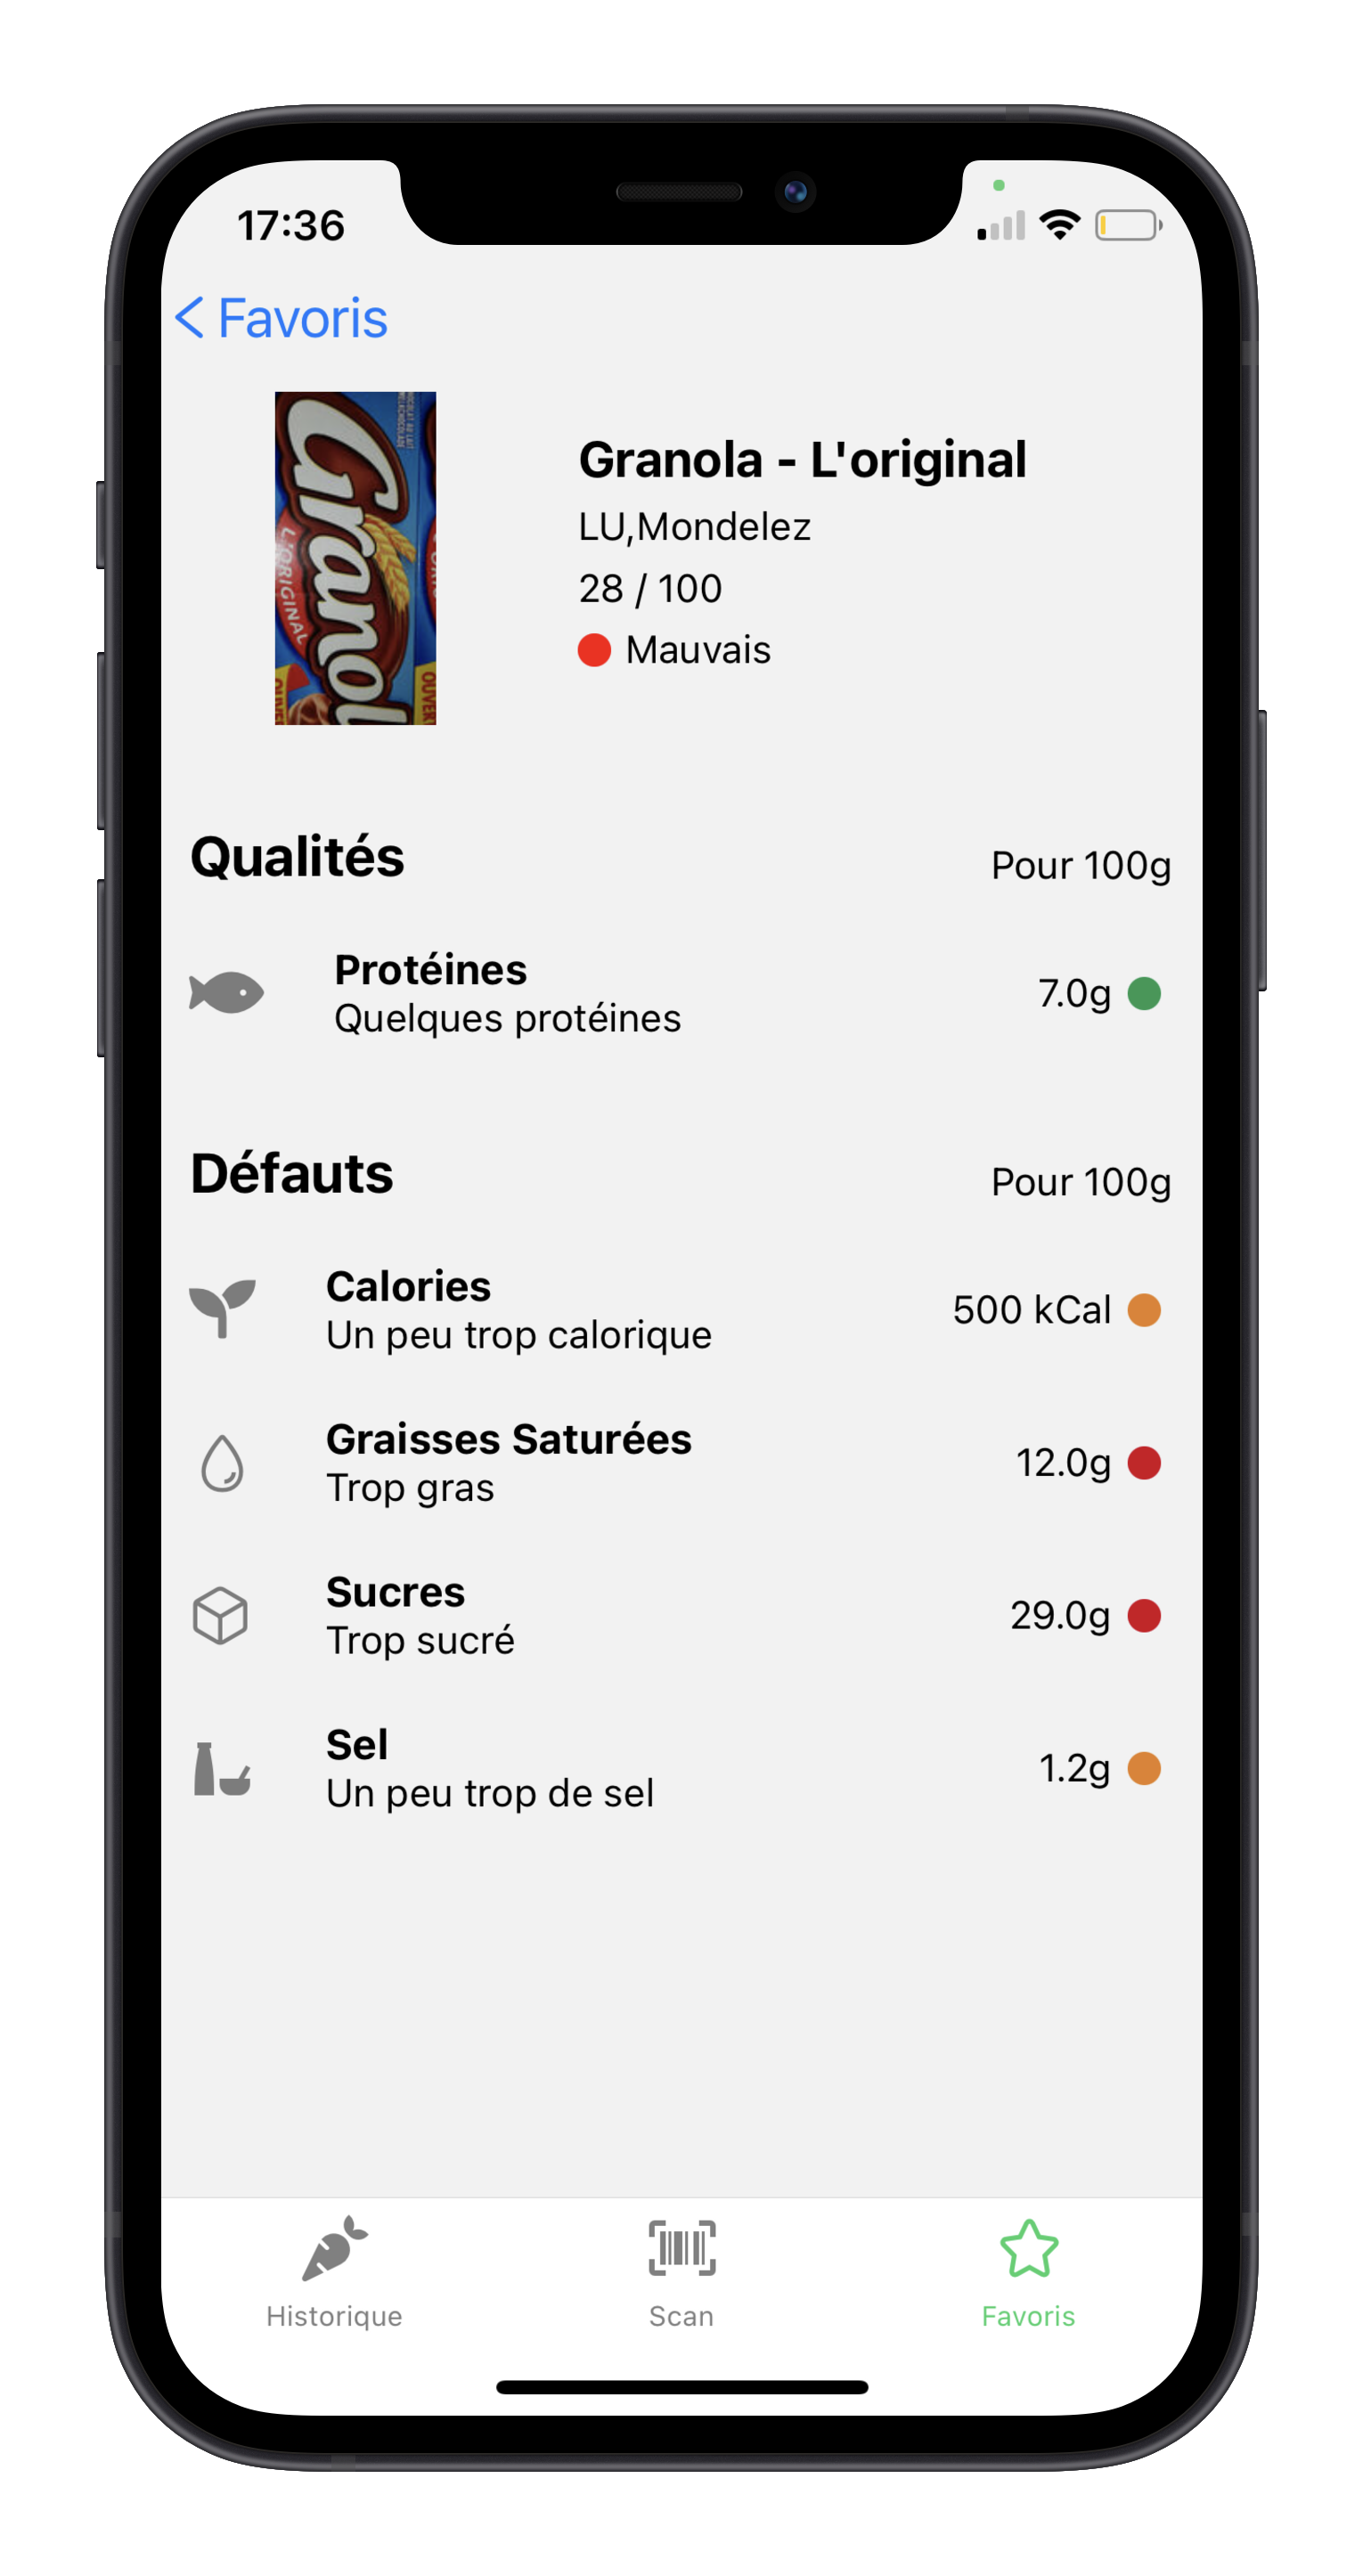 17:36
Favoris
Granola - L'original
LU,Mondelez
28 / 100
Mauvais
L'ORIGINAL
Qualités
Pour 100g
Protéines
Quelques protéines
7.0g
Défauts
Pour 100g
Calories
Un peu trop calorique
500 kCal
Graisses Saturées
Trop gras
12.0g
Sucres
Trop sucré
29.0g
Sel
Un peu trop de sel
1.2g
Historique
Scan
Favoris